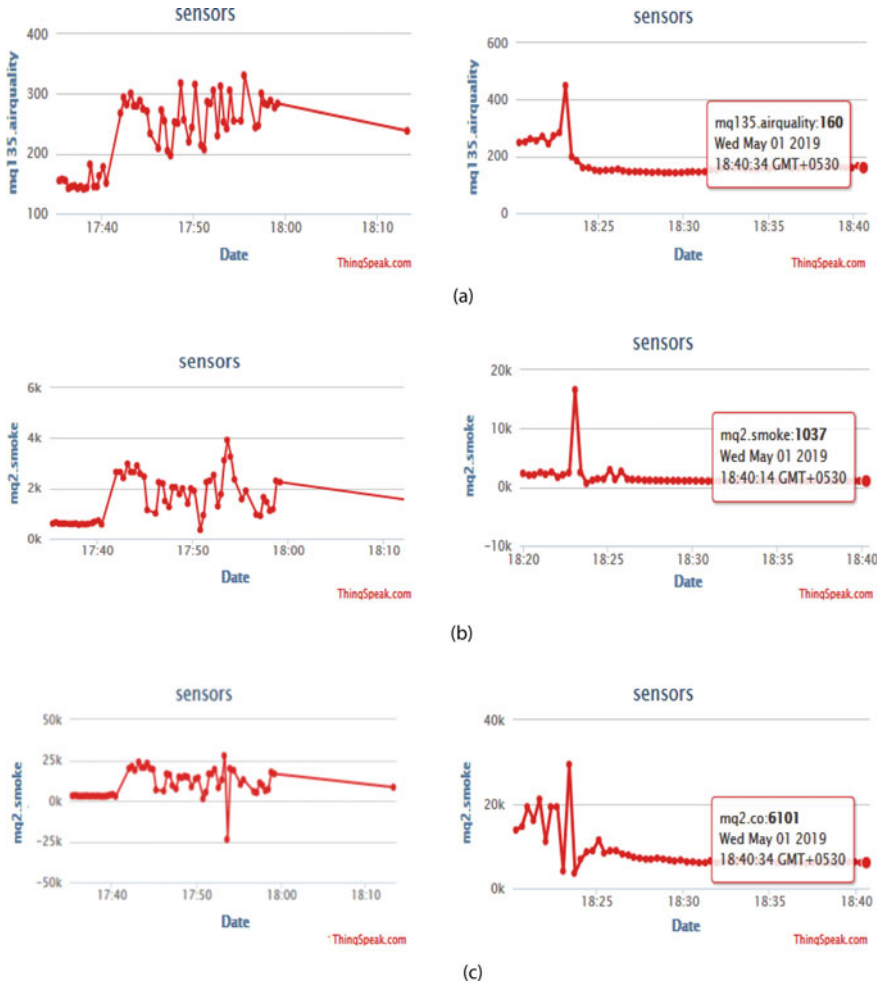 sensors
mq135.airquality
400
300
200
100
17:40
17:50
18:00
18:10
Date
ThingSpeak.com
sensors
mq135.airquality
600
400
200
0
mq135.airquality:160
Wed May 01 2019
18:40:34 GMT+0530
18:25
18:30
18:35
18:40
Date
ThingSpeak.com
(a)
sensors
mq2.smoke
6k
4k
2k
0k
17:40
17:50
18:00
18:10
Date
ThingSpeak.com
sensors
mq2.smoke
20k
10k
0k
-10k
mq2.smoke:1037
Wed May 01 2019
18:40:14 GMT+0530
18:20
18:25
18:30
18:35
18:40
Date
ThingSpeak.com
(b)
sensors
mq2.smoke
50k
25k
0k
-25k
-50k
17:40
17:50
18:00
18:10
Date
ThingSpeak.com
sensors
mq2.smoke
40k
20k
0k
mq2.co:6101
Wed May 01 2019
18:40:34 GMT+0530
18:25
18:30
18:35
18:40
Date
ThingSpeak.com
(c)